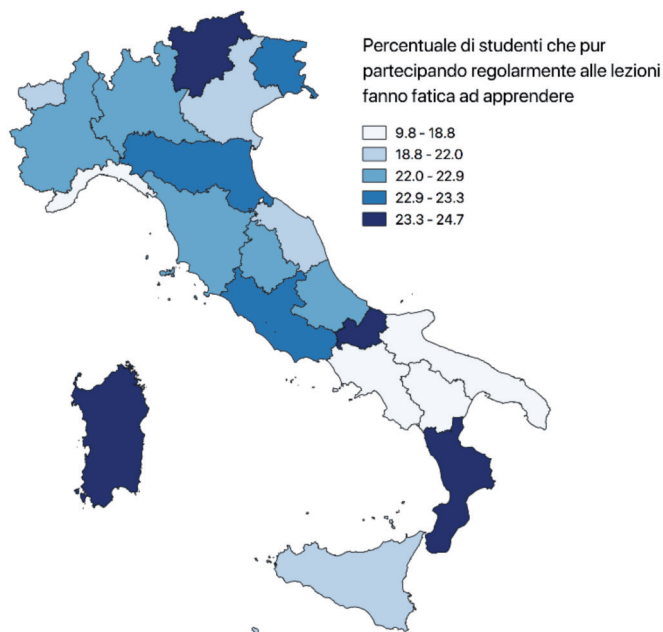 Percentuale di studenti che pur
partecipando regolarmente alle lezioni
fanno fatica ad apprendere
9.8 - 18.8
18.8 - 22.0
22.0 - 22.9
22.9 - 23.3
23.3 - 24.7